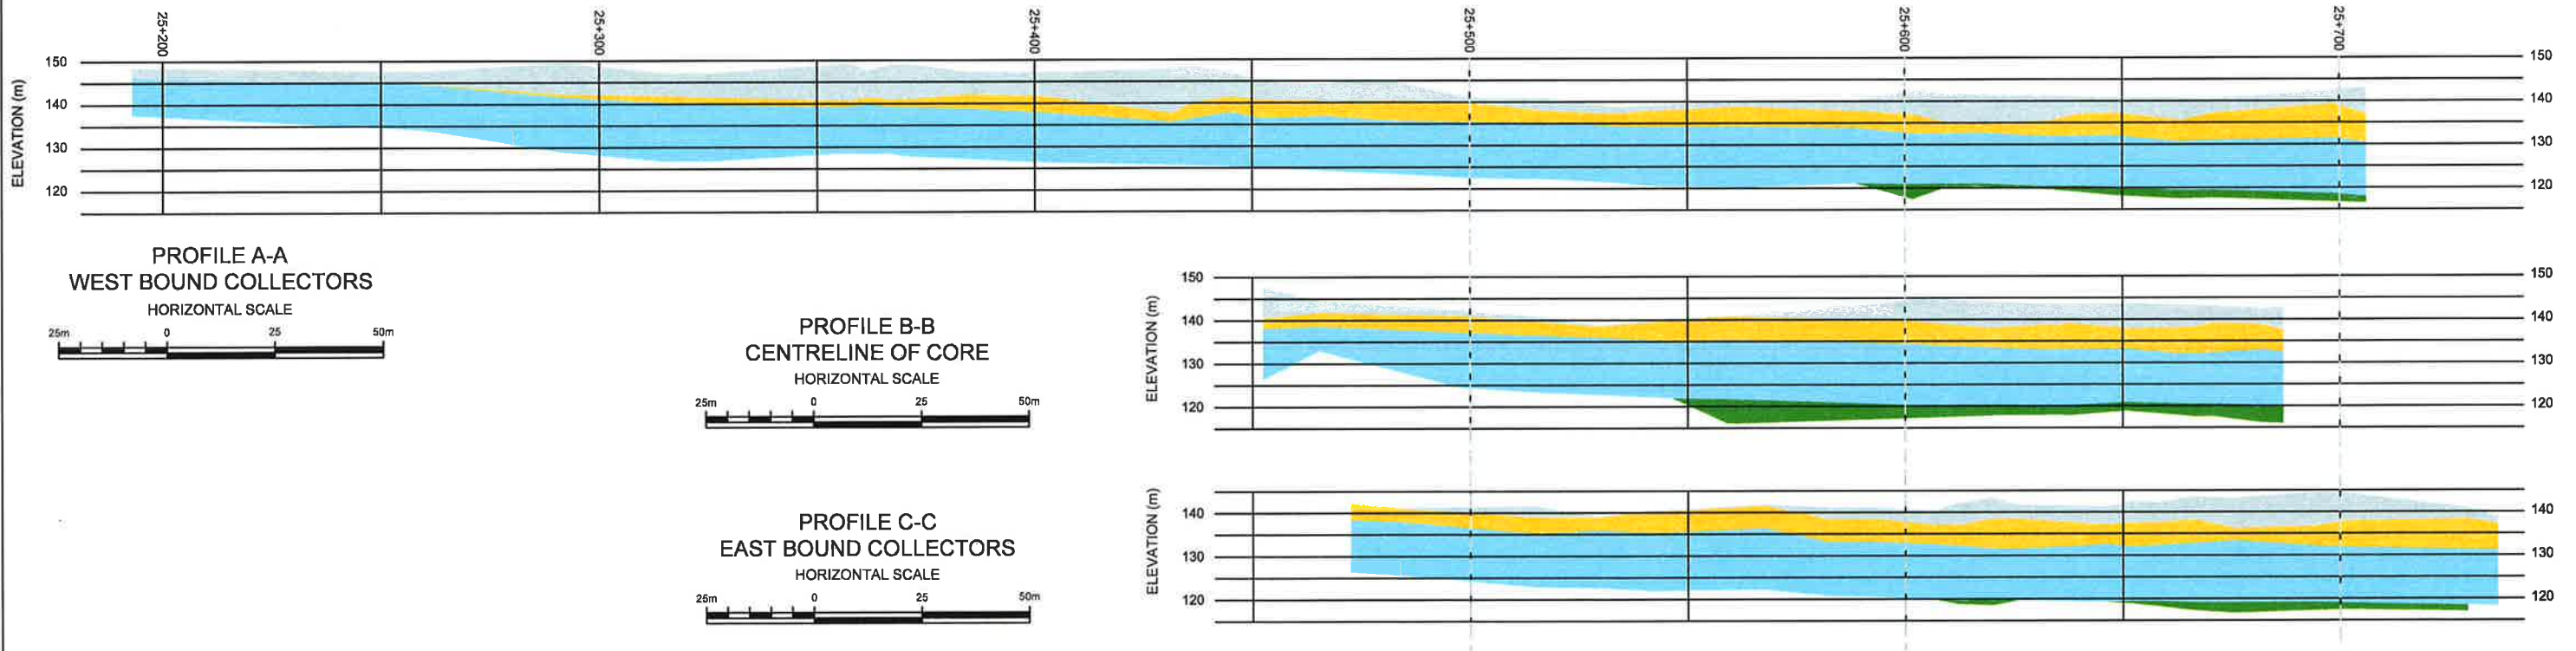 25+200
25+300
25+400
25+500
25+600
25+700
ELEVATION (m)
150
140
130
120
150
140
130
120
PROFILE A-A
WEST BOUND COLLECTORS
HORIZONTAL SCALE
25m 0 25 50m
ELEVATION (m)
150
140
130
120
150
140
130
120
PROFILE B-B
CENTRELINE OF CORE
HORIZONTAL SCALE
25m 0 25 50m
ELEVATION (m)
140
130
120
140
130
120
PROFILE C-C
EAST BOUND COLLECTORS
HORIZONTAL SCALE
25m 0 25 50m